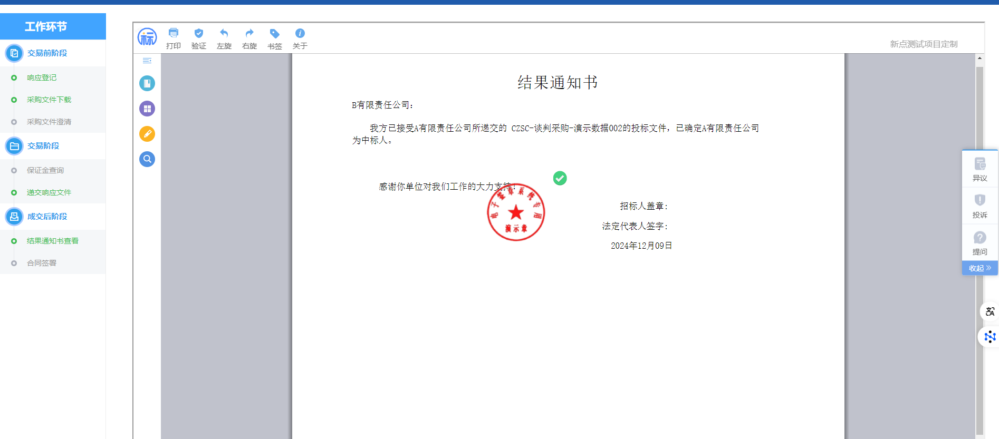 工作环节
交易前阶段
响应登记
采购文件下载
采购文件澄清
交易阶段
保证金查询
递交响应文件
成交后阶段
结果通知书查看
合同签署
标
打印
验证
左旋
右旋
书签
关于
新点测试项目定制
结果通知书
B有限责任公司：
我方已接受A有限责任公司所递交的 CZSC-谈判采购-演示数据002的投标文件，已确定A有限责任公司
为中标人。
感谢你单位对我们工作的大力支持！
电子签章系统专用
演示章
招标人盖章：
法定代表人签字：
2024年12月09日
异议
投诉
提问
收起